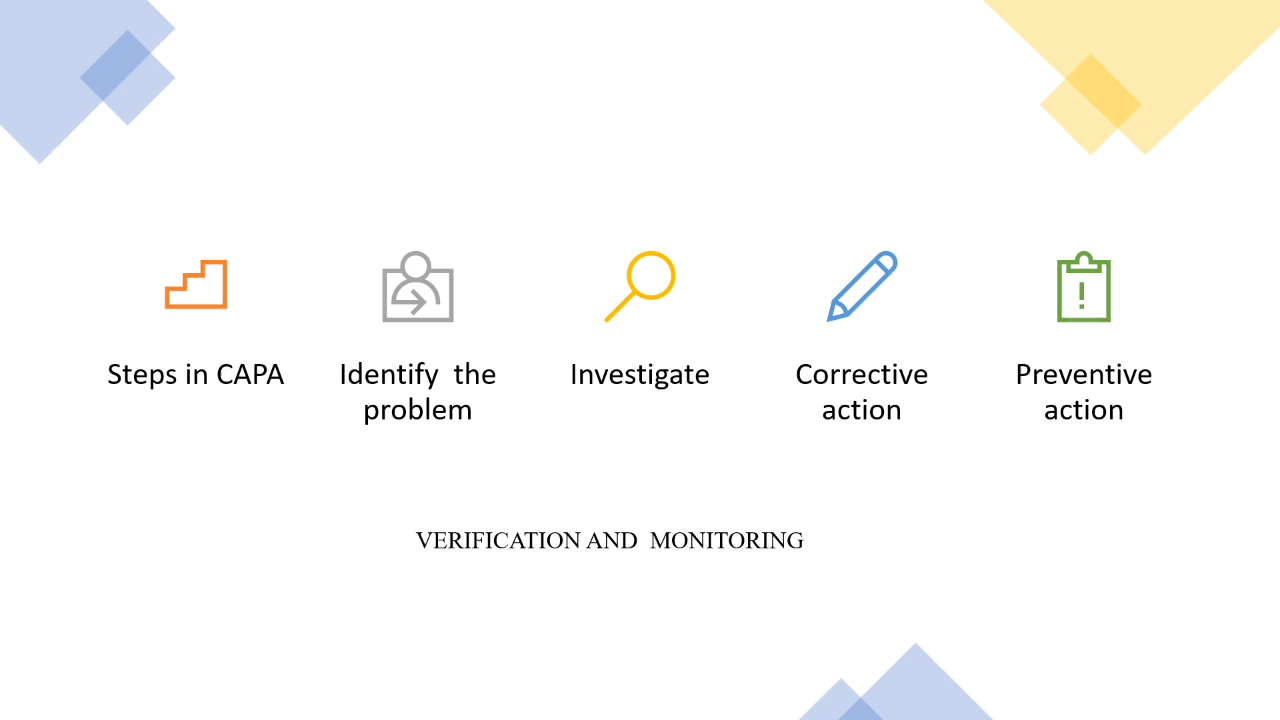 Steps in CAPA
Identify  the
problem
Investigate
Corrective
action
Preventive
action
VERIFICATION AND  MONITORING